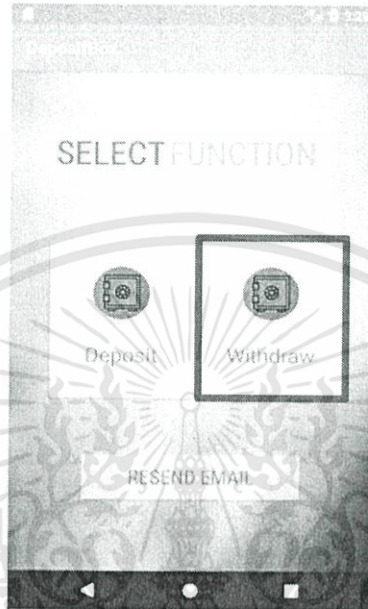 DepositBox
SELECT FUNCTION
Deposit
Withdraw
RESEND EMAIL